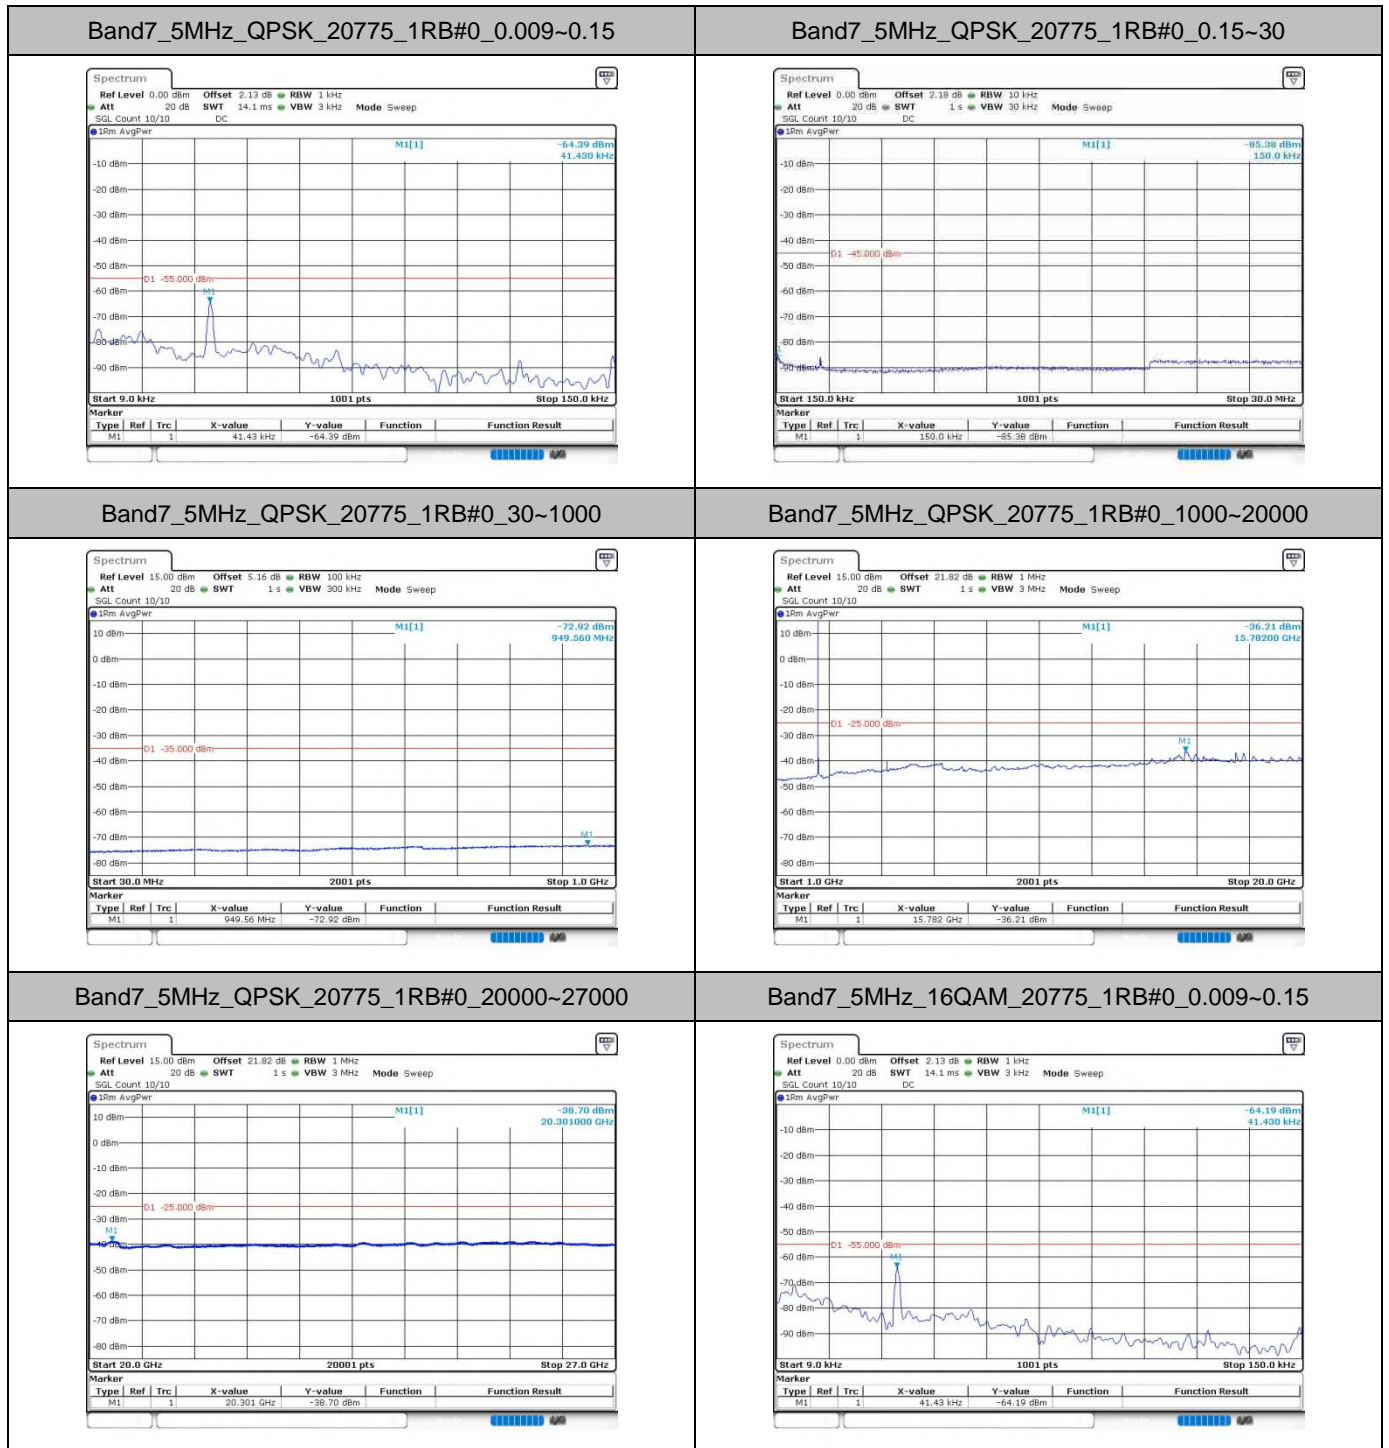 Band7_5MHz_QPSK_20775_1RB#0_0.009~0.15
Spectrum
Ref Level 0.00 dBm Offset 2.13 dB RBW 1 kHz
Att 20 dB SWT 14.1 ms VBW 3 kHz Mode Sweep
SGL Count 10/10 DC
1Rm AvgPwr
M1[1] -64.39 dBm
41.430 kHz
-10 dBm
-20 dBm
-30 dBm
-40 dBm
-50 dBm
D1 -55.000 dBm
M1
-60 dBm
-70 dBm
-80 dBm
-90 dBm
Start 9.0 kHz 1001 pts Stop 150.0 kHz
Marker
Type Ref Trc X-value Y-value Function Function Result
M1 1 41.43 kHz -64.39 dBm
Band7_5MHz_QPSK_20775_1RB#0_0.15~30
Spectrum
Ref Level 0.00 dBm Offset 2.18 dB RBW 10 kHz
Att 20 dB SWT 1 s VBW 30 kHz Mode Sweep
SGL Count 10/10 DC
1Rm AvgPwr
M1[1] -85.38 dBm
150.0 kHz
-10 dBm
-20 dBm
-30 dBm
-40 dBm
D1 -45.000 dBm
-50 dBm
-60 dBm
-70 dBm
-80 dBm
-90 dBm
Start 150.0 kHz 1001 pts Stop 30.0 MHz
Marker
Type Ref Trc X-value Y-value Function Function Result
M1 1 150.0 kHz -85.38 dBm
Band7_5MHz_QPSK_20775_1RB#0_30~1000
Spectrum
Ref Level 15.00 dBm Offset 5.16 dB RBW 100 kHz
Att 20 dB SWT 1 s VBW 300 kHz Mode Sweep
SGL Count 10/10
1Rm AvgPwr
M1[1] -72.92 dBm
949.560 MHz
10 dBm
0 dBm
-10 dBm
-20 dBm
-30 dBm
D1 -35.000 dBm
-40 dBm
-50 dBm
-60 dBm
-70 dBm
M1
-80 dBm
Start 30.0 MHz 2001 pts Stop 1.0 GHz
Marker
Type Ref Trc X-value Y-value Function Function Result
M1 1 949.56 MHz -72.92 dBm
Band7_5MHz_QPSK_20775_1RB#0_1000~20000
Spectrum
Ref Level 15.00 dBm Offset 21.82 dB RBW 1 MHz
Att 20 dB SWT 1 s VBW 3 MHz Mode Sweep
SGL Count 10/10
1Rm AvgPwr
M1[1] -36.21 dBm
15.78200 GHz
10 dBm
0 dBm
-10 dBm
-20 dBm
D1 -25.000 dBm
-30 dBm
M1
-40 dBm
-50 dBm
-60 dBm
-70 dBm
-80 dBm
Start 1.0 GHz 2001 pts Stop 20.0 GHz
Marker
Type Ref Trc X-value Y-value Function Function Result
M1 1 15.782 GHz -36.21 dBm
Band7_5MHz_QPSK_20775_1RB#0_20000~27000
Spectrum
Ref Level 15.00 dBm Offset 21.82 dB RBW 1 MHz
Att 20 dB SWT 1 s VBW 3 MHz Mode Sweep
SGL Count 10/10
1Rm AvgPwr
M1[1] -38.70 dBm
20.301000 GHz
10 dBm
0 dBm
-10 dBm
-20 dBm
D1 -25.000 dBm
-30 dBm
M1
-40 dBm
-50 dBm
-60 dBm
-70 dBm
-80 dBm
Start 20.0 GHz 20001 pts Stop 27.0 GHz
Marker
Type Ref Trc X-value Y-value Function Function Result
M1 1 20.301 GHz -38.70 dBm
Band7_5MHz_16QAM_20775_1RB#0_0.009~0.15
Spectrum
Ref Level 0.00 dBm Offset 2.13 dB RBW 1 kHz
Att 20 dB SWT 14.1 ms VBW 3 kHz Mode Sweep
SGL Count 10/10 DC
1Rm AvgPwr
M1[1] -64.19 dBm
41.430 kHz
-10 dBm
-20 dBm
-30 dBm
-40 dBm
-50 dBm
D1 -55.000 dBm
M1
-60 dBm
-70 dBm
-80 dBm
-90 dBm
Start 9.0 kHz 1001 pts Stop 150.0 kHz
Marker
Type Ref Trc X-value Y-value Function Function Result
M1 1 41.43 kHz -64.19 dBm